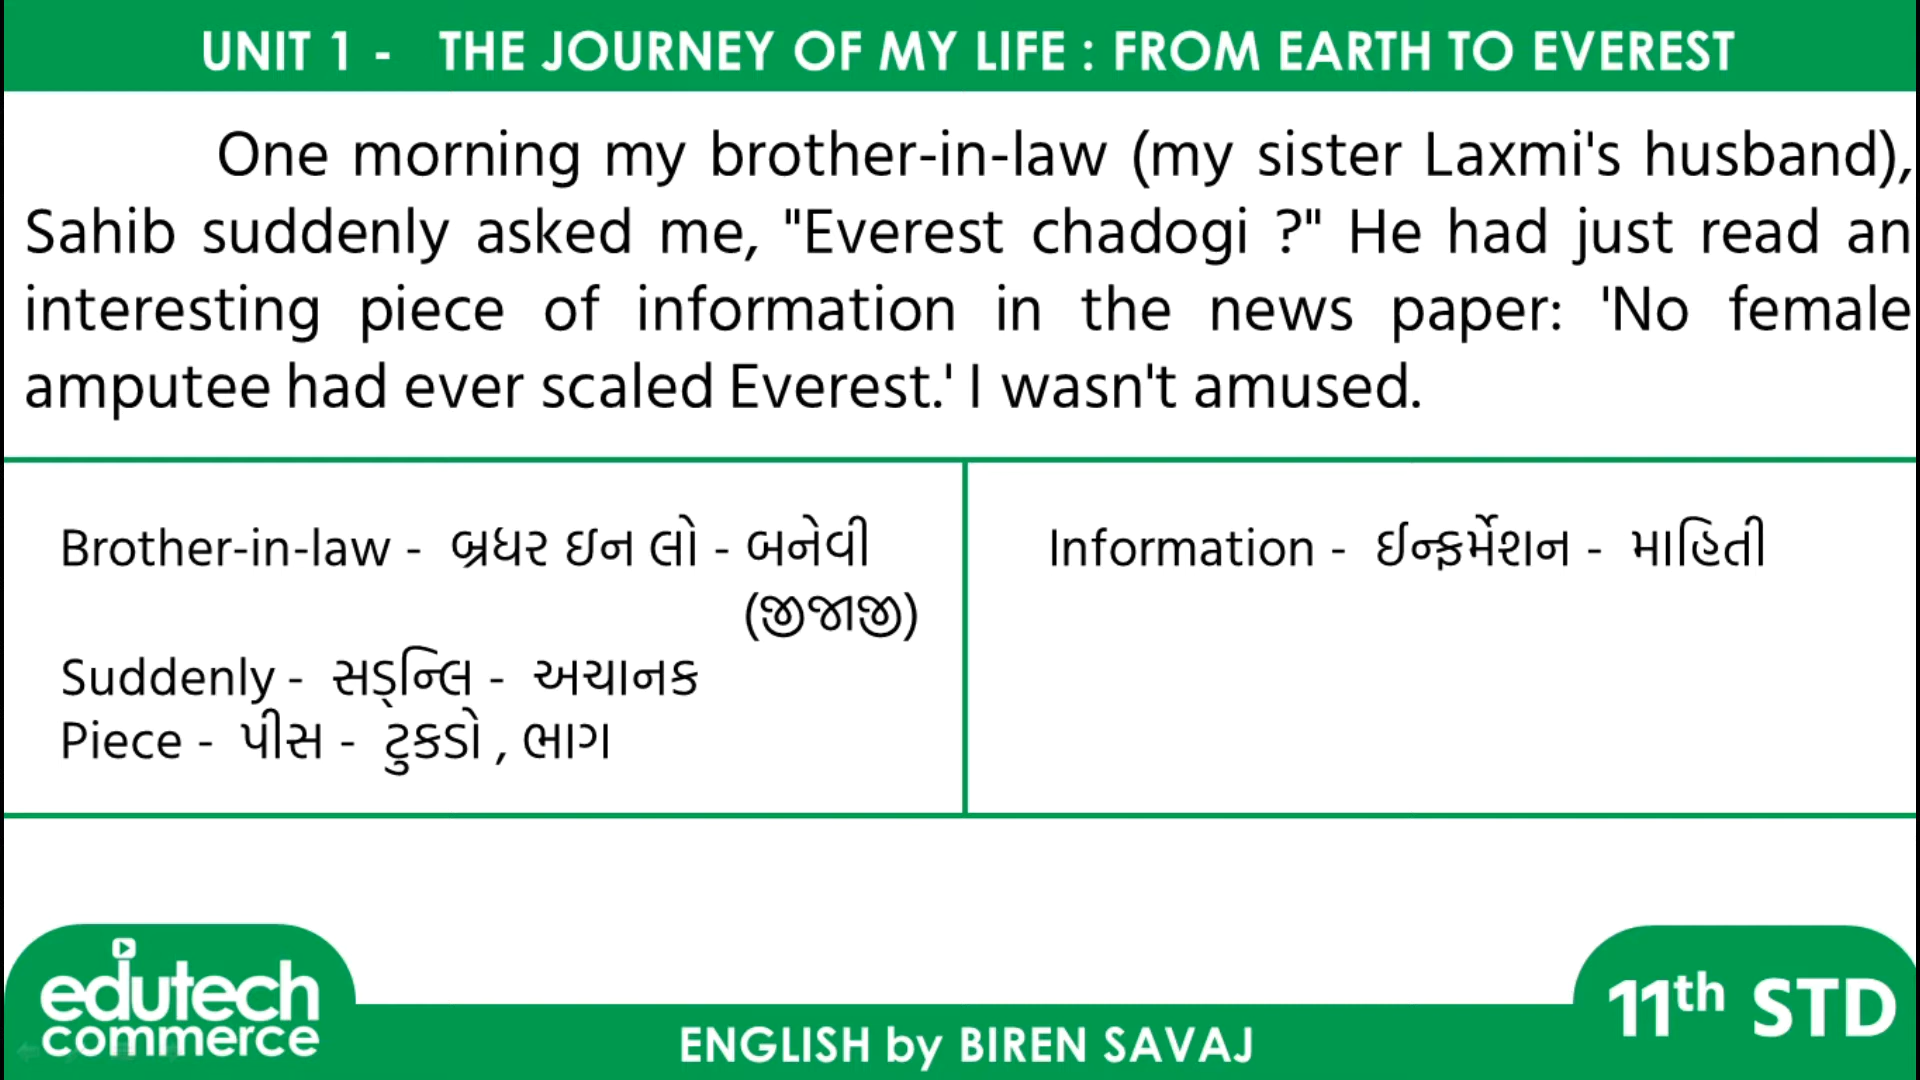 UNIT 1 - THE JOURNEY OF MY LIFE : FROM EARTH TO EVEREST
One morning my brother-in-law (my sister Laxmi's husband),
Sahib suddenly asked me, "Everest chadogi ?" He had just read an
interesting piece of information in the news paper: 'No female
amputee had ever scaled Everest.' I wasn't amused.
Brother-in-law - બ્રધર ઇન લો - બનેવી
(જીજાજી)
Suddenly - સડ્ન્લિ - અચાનક
Piece - પીસ - ટુકડો , ભાગ
Information - ઈન્ફર્મેશન - માહિતી
edutech
commerce
ENGLISH by BIREN SAVAJ
11th STD